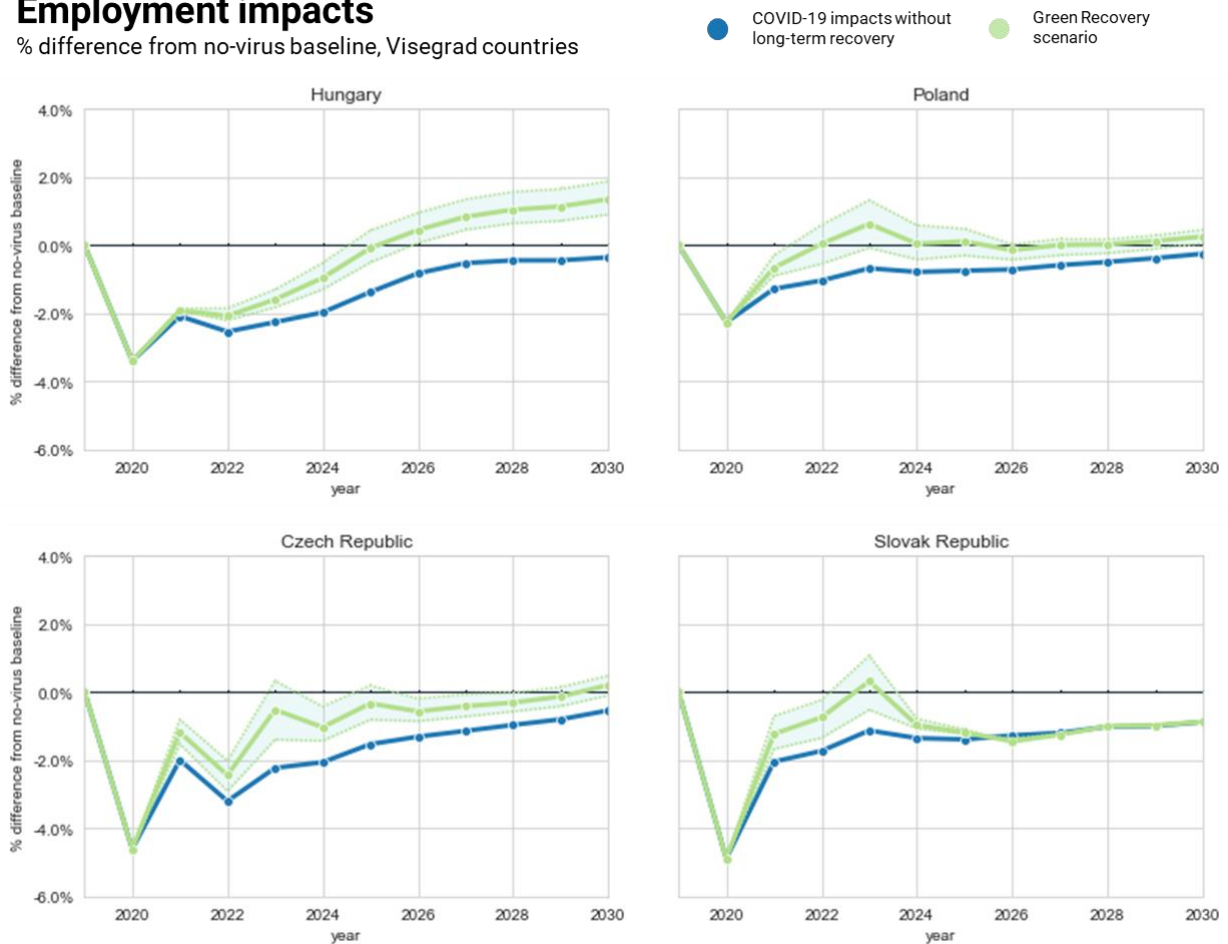 Employment impacts
% difference from no-virus baseline, Visegrad countries
COVID-19 impacts without
long-term recovery
Green Recovery
scenario
Hungary
4.0%
2.0%
0.0%
-2.0%
-4.0%
-6.0%
% difference from no-virus baseline
2020 2022 2024 2026 2028 2030
year
Poland
2020 2022 2024 2026 2028 2030
year
Czech Republic
4.0%
2.0%
0.0%
-2.0%
-4.0%
-6.0%
% difference from no-virus baseline
2020 2022 2024 2026 2028 2030
year
Slovak Republic
2020 2022 2024 2026 2028 2030
year